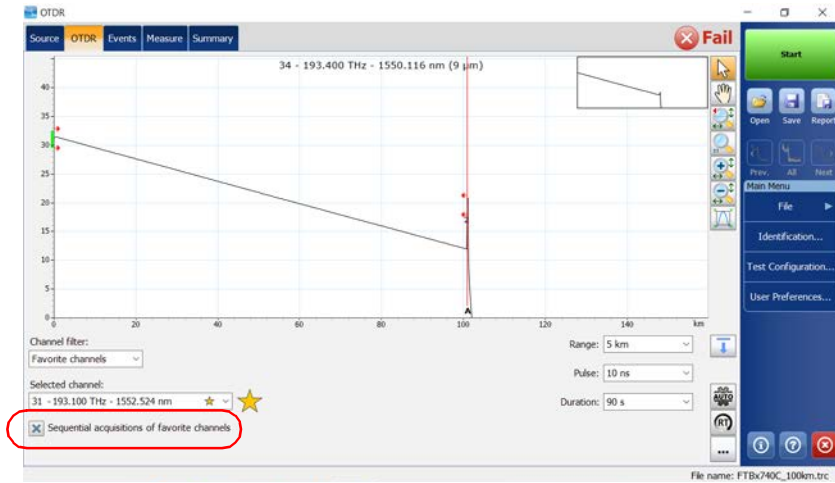 OTDR
Source OTDR Events Measure Summary
Fail
34 - 193.400 THz - 1550.116 nm (9 µm)
40
35
30
25
20
15
10
5
0
0 20 40 60 80 100 120 140 km
A
Start
Open Save Report
Prev. All Next
Main Menu
File
Identification...
Test Configuration...
User Preferences...
Channel filter:
Favorite channels
Selected channel:
31 - 193.100 THz - 1552.524 nm
Sequential acquisitions of favorite channels
Range: 5 km
Pulse: 10 ns
Duration: 90 s
AUTO
RT
...
File name: FTBx740C_100km.trc